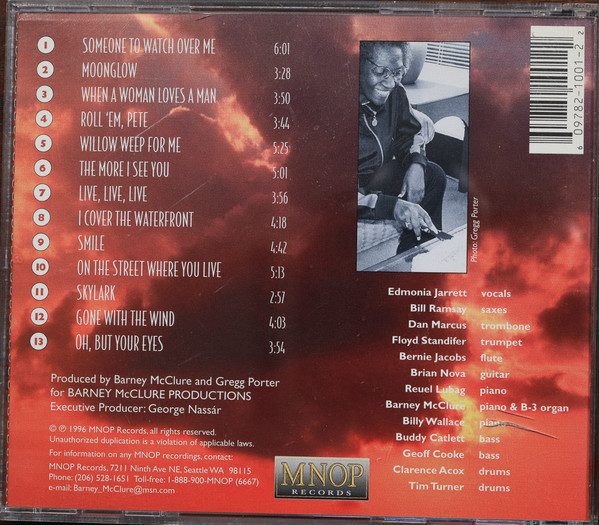 1 SOMEONE TO WATCH OVER ME 6:01
2 MOONGLOW 3:28
3 WHEN A WOMAN LOVES A MAN 3:50
4 ROLL 'EM, PETE 3:44
5 WILLOW WEEP FOR ME 5:25
6 THE MORE I SEE YOU 5:01
7 LIVE, LIVE, LIVE 3:56
8 I COVER THE WATERFRONT 4:18
9 SMILE 4:42
10 ON THE STREET WHERE YOU LIVE 5:13
11 SKYLARK 2:57
12 GONE WITH THE WIND 4:03
13 OH, BUT YOUR EYES 3:54
Produced by Barney McClure and Gregg Porter
for BARNEY McCLURE PRODUCTIONS
Executive Producer: George Nassár
© ℗ 1996 MNOP Records, all rights reserved.
Unauthorized duplication is a violation of applicable laws.
For information on any MNOP recordings, contact:
MNOP Records, 7211 Ninth Ave NE, Seattle WA 98115
Phone: (206) 528-1651 Toll-free: 1-888-900-MNOP (6667)
e-mail: Barney_McClure@msn.com
MNOP
RECORDS
Photo: Gregg Porter
6 09782-1001-2 2
Edmonia Jarrett vocals
Bill Ramsay saxes
Dan Marcus trombone
Floyd Standifer trumpet
Bernie Jacobs flute
Brian Nova guitar
Reuel Lubag piano
Barney McClure piano & B-3 organ
Billy Wallace piano
Buddy Catlett bass
Geoff Cooke bass
Clarence Acox drums
Tim Turner drums